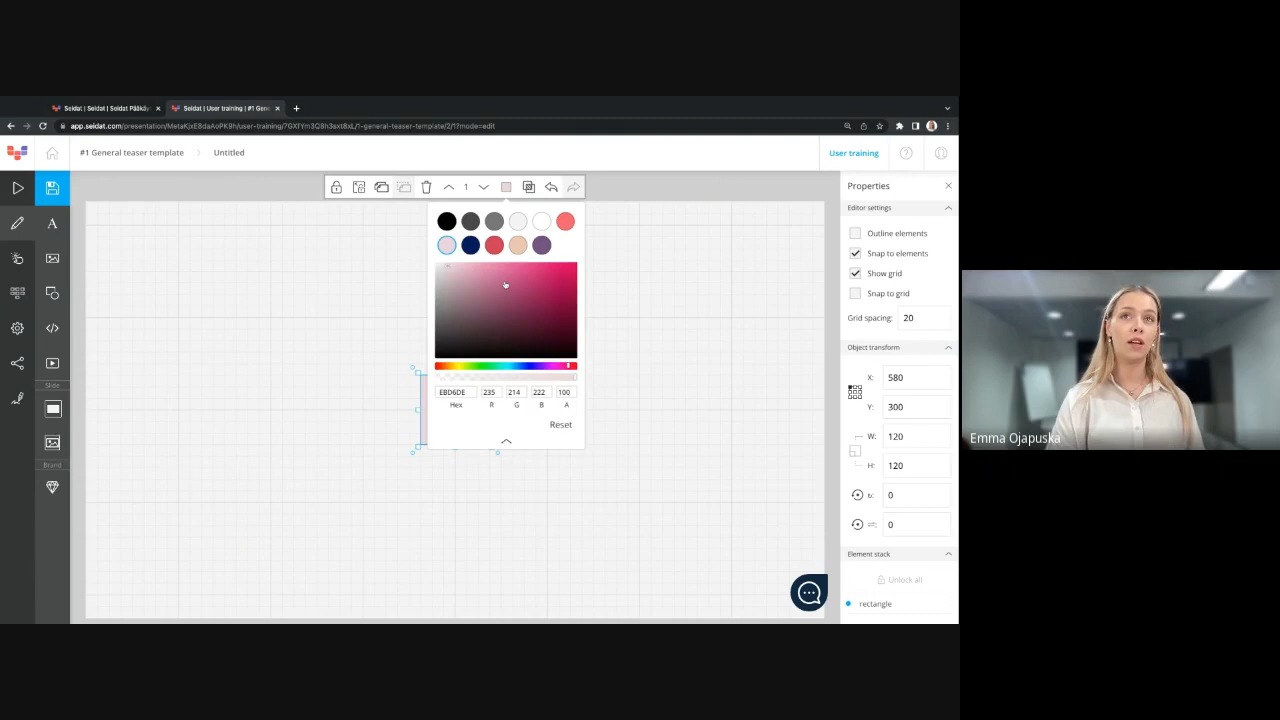 Seidat | Seidat | Seidat Pääkäy
Seidat | User training | #1 Gene
app.seidat.com/presentation/MetaKjxE8daAoPK9h/user-training/7GXfYm3Q8h3sxt8xL/1-general-teaser-template/2/1?mode=edit
#1 General teaser template
Untitled
User training
1
Properties
Editor settings
Outline elements
Snap to elements
Show grid
Snap to grid
Grid spacing: 20
Object transform
X: 580
Y: 300
W: 120
H: 120
0
0
Element stack
Unlock all
rectangle
Slide
Brand
EBD6DE 235 214 222 100
Hex R G B A
Reset
Emma Ojapuska